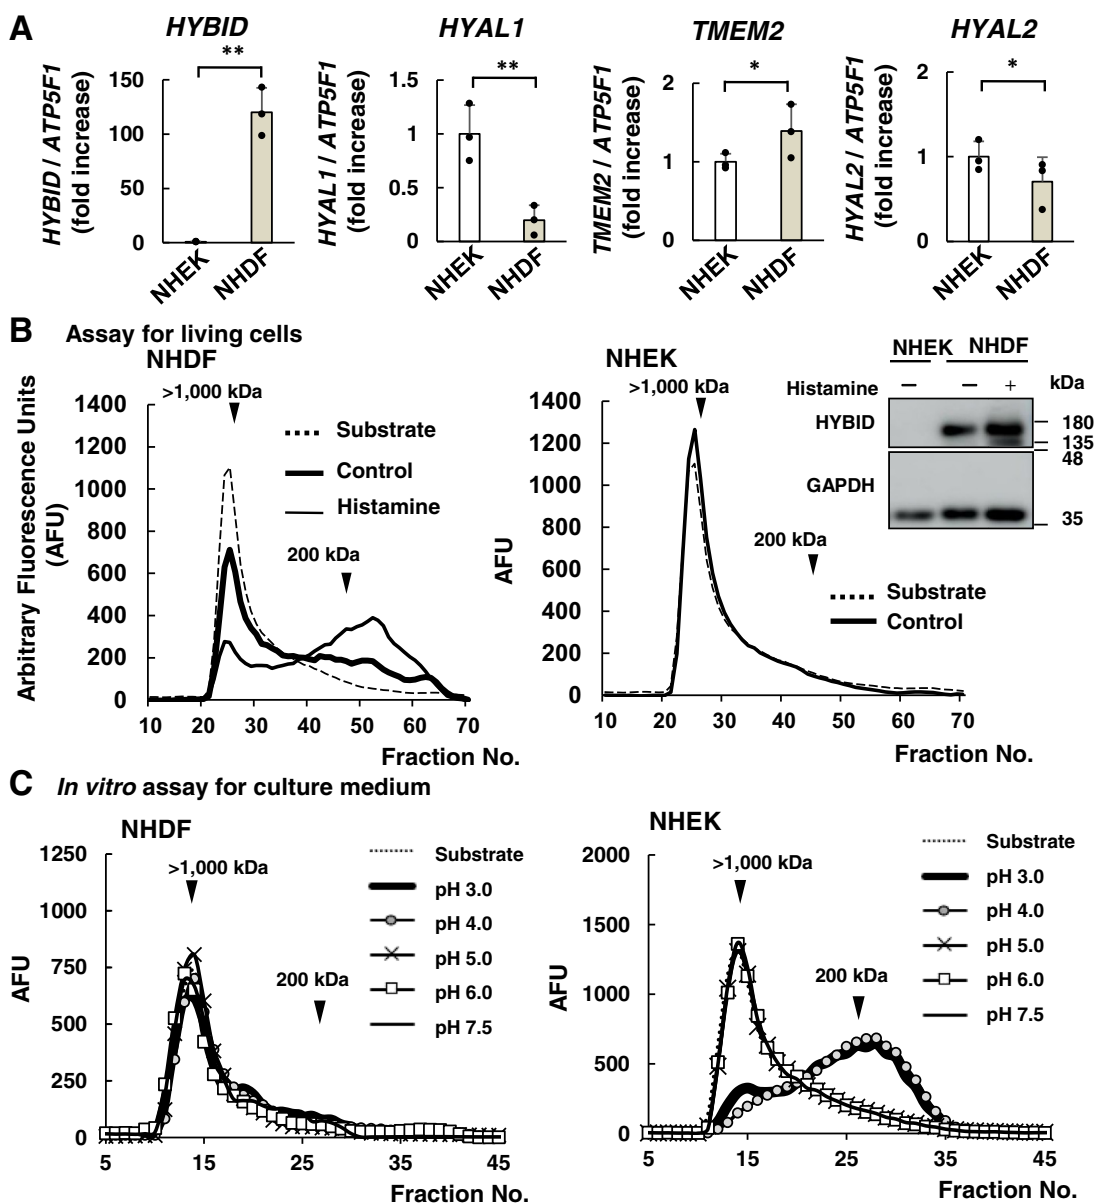 A
HYBID
HYAL1
TMEM2
HYAL2
HYBID / ATP5F1
(fold increase)
150
100
50
0
**
NHEK
NHDF
HYAL1 / ATP5F1
(fold increase)
1.5
1
0.5
0
**
NHEK
NHDF
TMEM2 / ATP5F1
(fold increase)
2
1
0
*
NHEK
NHDF
HYAL2 / ATP5F1
(fold increase)
2
1
0
*
NHEK
NHDF
B
Assay for living cells
NHDF
>1,000 kDa
Arbitrary Fluorescence Units
(AFU)
1400
1200
1000
800
600
400
200
0
Substrate
Control
Histamine
200 kDa
10
20
30
40
50
60
70
Fraction No.
NHEK
>1,000 kDa
AFU
1400
1200
1000
800
600
400
200
0
200 kDa
Substrate
Control
10
20
30
40
50
60
70
Fraction No.
NHEK NHDF
Histamine − − + kDa
HYBID
180
135
48
GAPDH
35
C
In vitro assay for culture medium
NHDF
>1,000 kDa
AFU
1250
1000
750
500
250
0
200 kDa
Substrate
pH 3.0
pH 4.0
pH 5.0
pH 6.0
pH 7.5
5
15
25
35
45
Fraction No.
NHEK
>1,000 kDa
AFU
2000
1500
1000
500
0
200 kDa
Substrate
pH 3.0
pH 4.0
pH 5.0
pH 6.0
pH 7.5
5
15
25
35
45
Fraction No.